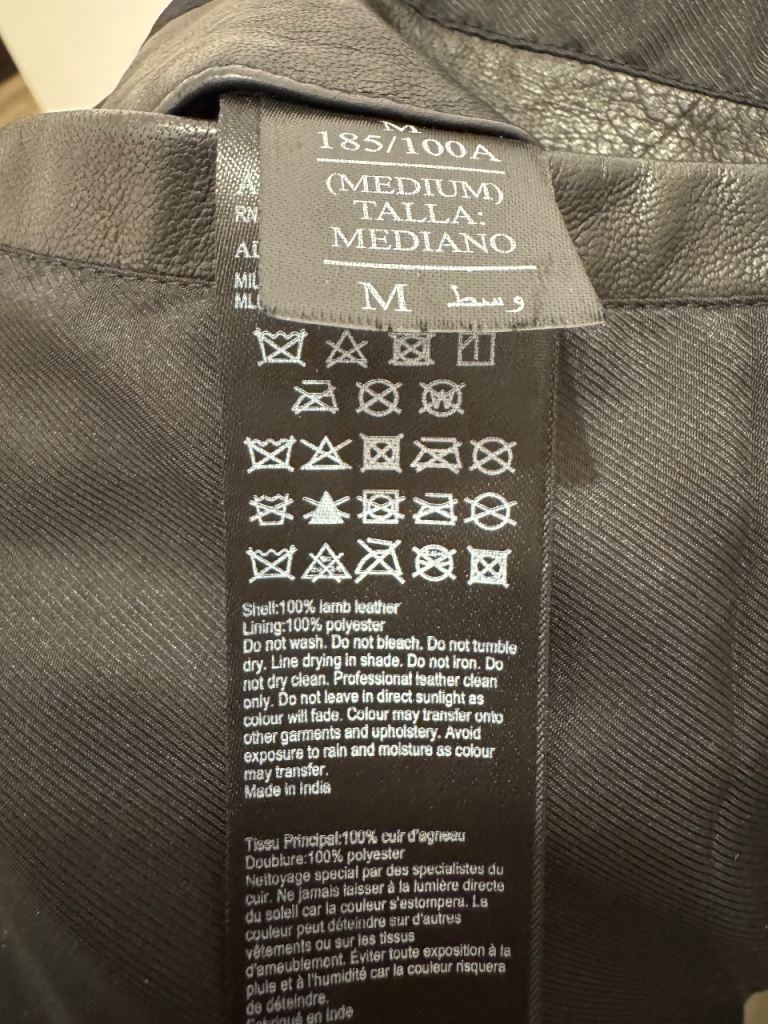 M
185/100A
(MEDIUM)
TALLA:
MEDIANO
M وسط
RN
Shell:100% lamb leather
Lining:100% polyester
Do not wash. Do not bleach. Do not tumble
dry. Line drying in shade. Do not iron. Do
not dry clean. Professional leather clean
only. Do not leave in direct sunlight as
colour will fade. Colour may transfer onto
other garments and upholstery. Avoid
exposure to rain and moisture as colour
may transfer.
Made in India
Tissu Principal:100% cuir d'agneau
Doublure:100% polyester
Nettoyage special par des specialistes du
cuir. Ne jamais laisser à la lumière directe
du soleil car la couleur s'estompera. La
couleur peut déteindre sur d'autres
vêtements ou sur les tissus
d'ameublement. Éviter toute exposition à la
pluie et à l'humidité car la couleur risquera
de déteindre.
Fabriqué en Inde